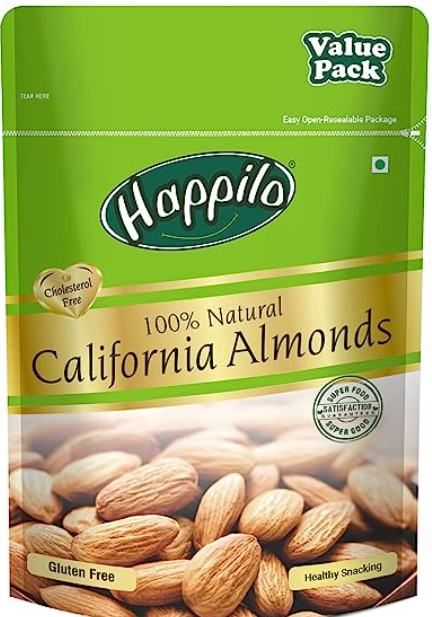 Value
Pack
TEAR HERE
Easy Open-Resealable Package
Happilo®
Cholesterol
Free
100% Natural
California Almonds
SUPER FOOD
SATISFACTION
GUARANTEED
SUPER GOOD
Gluten Free
Healthy Snacking